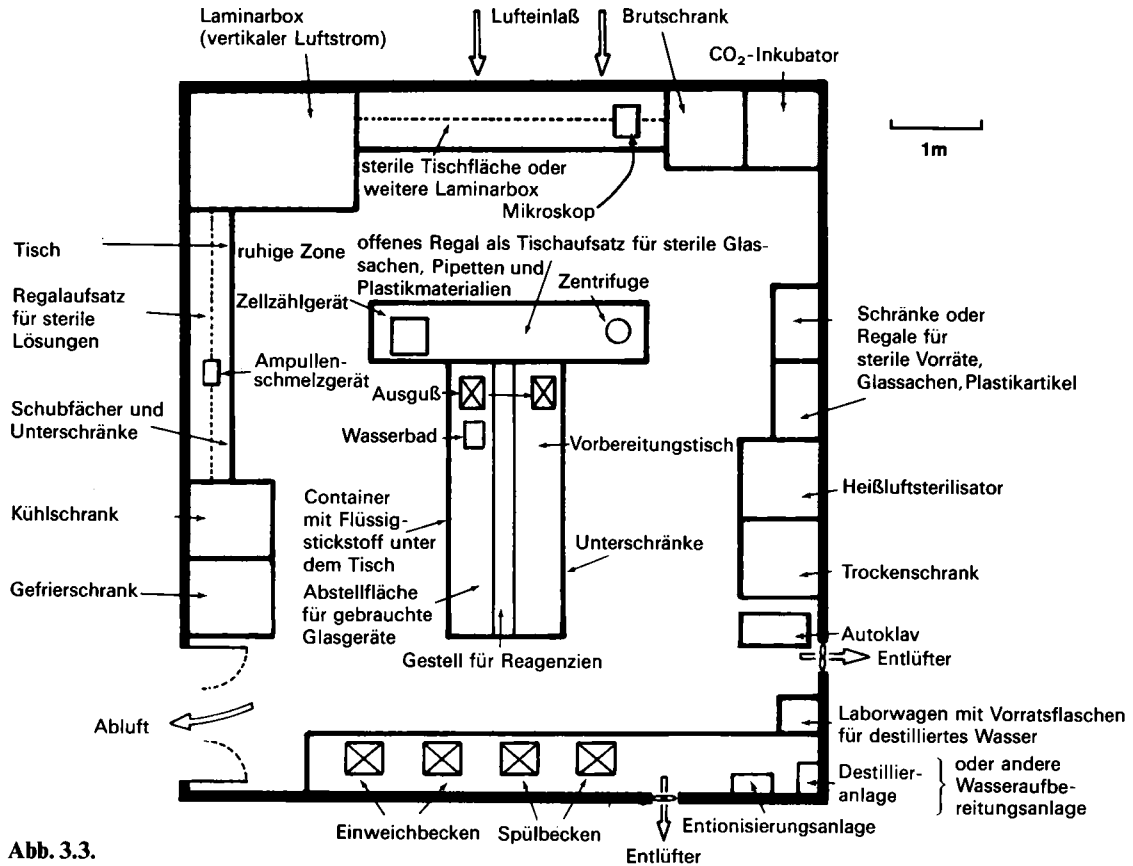 Laminarbox
(vertikaler Luftstrom)
Lufteinlaß
Brutschrank
CO₂-Inkubator
1m
sterile Tischfläche oder
weitere Laminarbox
Mikroskop
Tisch
ruhige Zone
offenes Regal als Tischaufsatz für sterile Glas-
sachen, Pipetten und
Plastikmaterialien
Zentrifuge
Zellzählgerät
Regalaufsatz
für sterile
Lösungen
Schränke oder
Regale für
sterile Vorräte,
Glassachen, Plastikartikel
Ampullen-
schmelzgerät
Ausguß
Schubfächer und
Unterschränke
Wasserbad
Vorbereitungstisch
Heißluftsterilisator
Kühlschrank
Container
mit Flüssig-
stickstoff unter
dem Tisch
Unterschränke
Trockenschrank
Gefrierschrank
Abstellfläche
für gebrauchte
Glasgeräte
Autoklav
Gestell für Reagenzien
Entlüfter
Abluft
Laborwagen mit Vorratsflaschen
für destilliertes Wasser
Destillier-
anlage
oder andere
Wasseraufbe-
reitungsanlage
Einweichbecken
Spülbecken
Entionisierungsanlage
Entlüfter
Abb. 3.3.